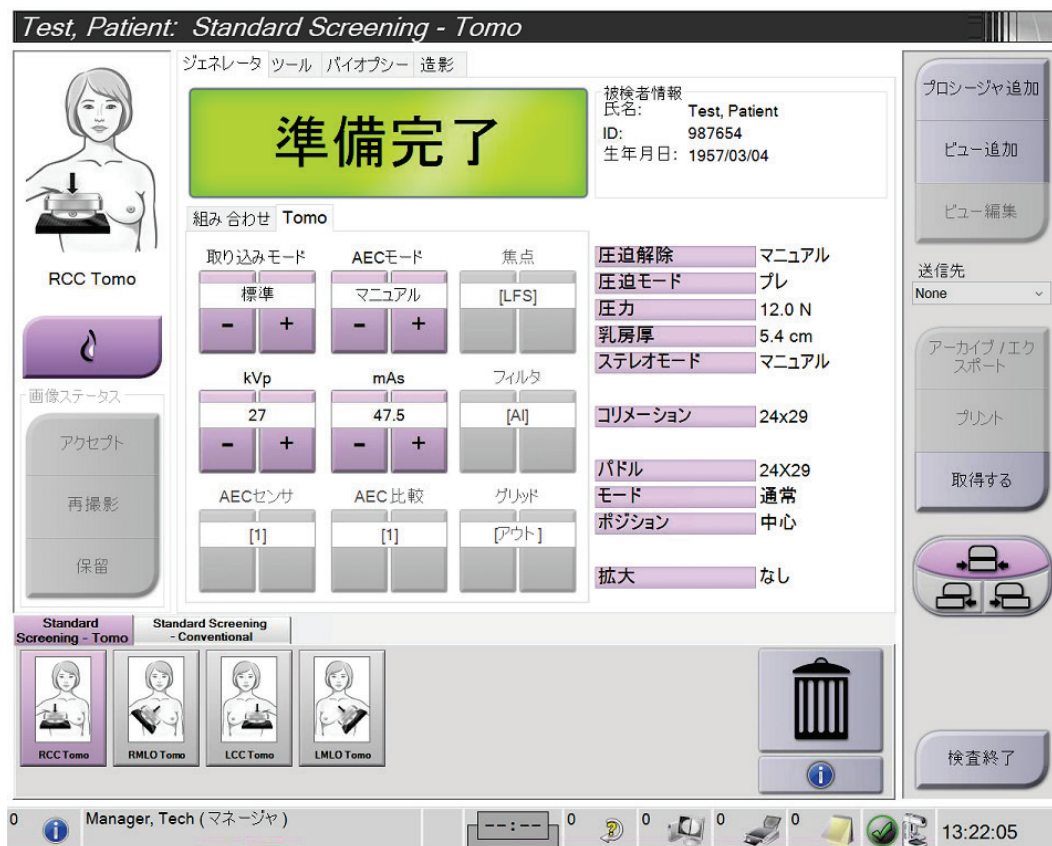 Test, Patient: Standard Screening - Tomo
ジェネレータ ツール バイオプシー 造影
準備完了
被検者情報
氏名: Test, Patient
ID: 987654
生年月日: 1957/03/04
RCC Tomo
組み 合わせ Tomo
取り込みモード AECモード 焦点
標準 マニュアル [LFS]
- + - +
kVp mAs フィルタ
27 47.5 [Al]
- + - +
AECセンサ AEC 比較 グリッド
[1] [1] [アウト]
圧迫解除 マニュアル
圧迫モード プレ
圧力 12.0 N
乳房厚 5.4 cm
ステレオモード マニュアル
コリメーション 24x29
パドル 24X29
モード 通常
ポジション 中心
拡大 なし
画像ステータス
アクセプト
再撮影
保留
プロシージャ追加
ビュー追加
ビュー編集
送信先
None
アーカイブ / エク
スポート
プリント
取得する
Standard
Screening - Tomo
Standard Screening
- Conventional
RCC Tomo RMLO Tomo LCC Tomo LMLO Tomo
検査終了
0 Manager, Tech ( マネージャ ) --:-- 0 0 0 0 13:22:05